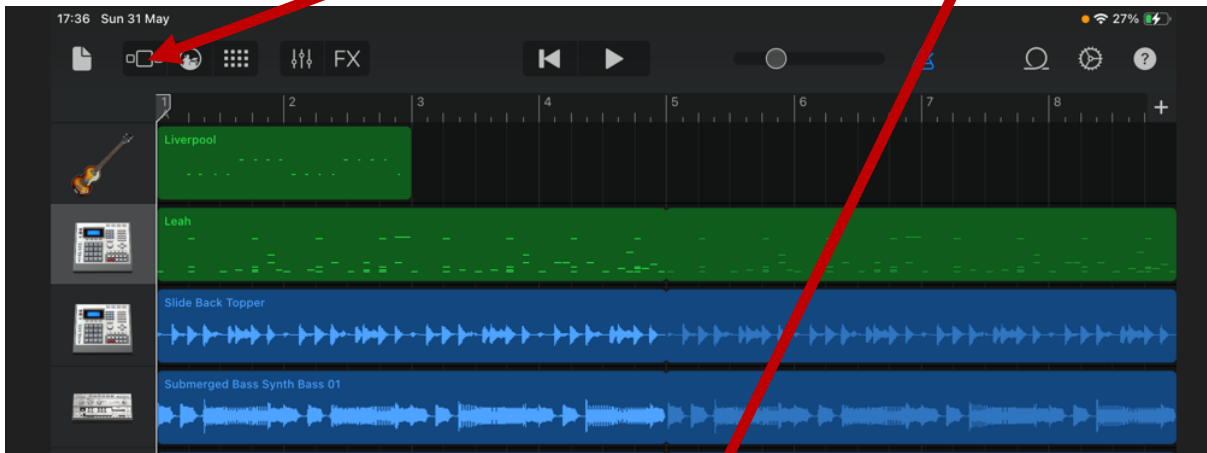 17:36 Sun 31 May
27%
FX
?
1 2 3 4 5 6 7 8 +
Liverpool
Leah
Slide Back Topper
Submerged Bass Synth Bass 01